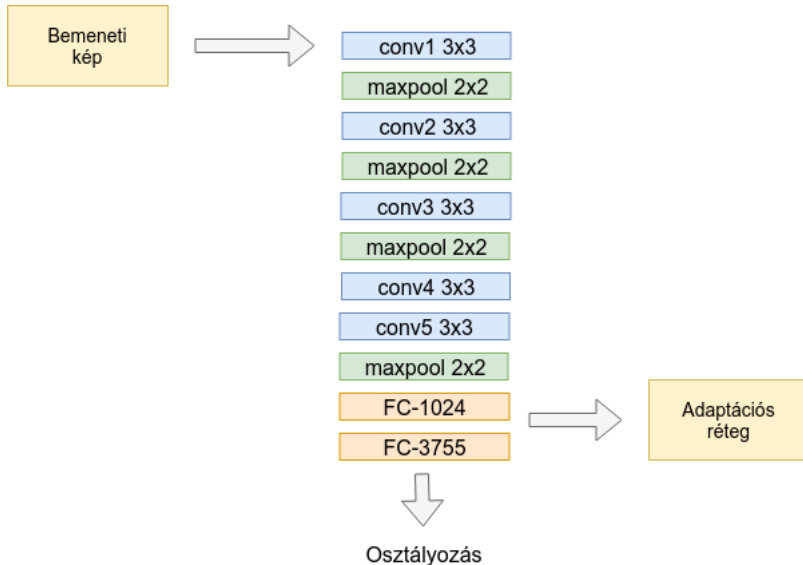 Bemeneti
kép
conv1 3x3
maxpool 2x2
conv2 3x3
maxpool 2x2
conv3 3x3
maxpool 2x2
conv4 3x3
conv5 3x3
maxpool 2x2
FC-1024
FC-3755
Adaptációs
réteg
Osztályozás